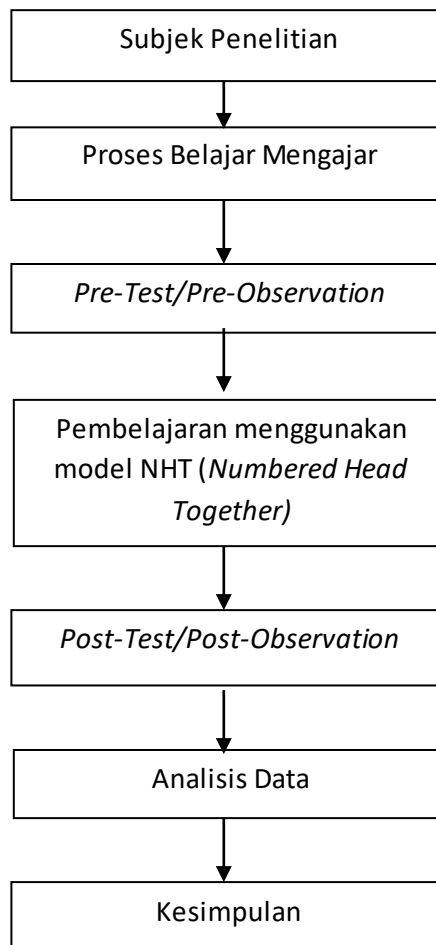 Subjek Penelitian
Proses Belajar Mengajar
Pre-Test/Pre-Observation
Pembelajaran menggunakan
model NHT (Numbered Head
Together)
Post-Test/Post-Observation
Analisis Data
Kesimpulan